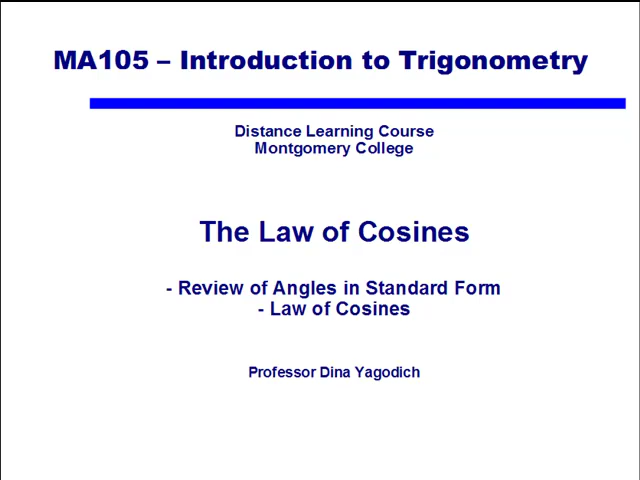 MA105 – Introduction to Trigonometry
Distance Learning Course
Montgomery College
The Law of Cosines
- Review of Angles in Standard Form
- Law of Cosines
Professor Dina Yagodich